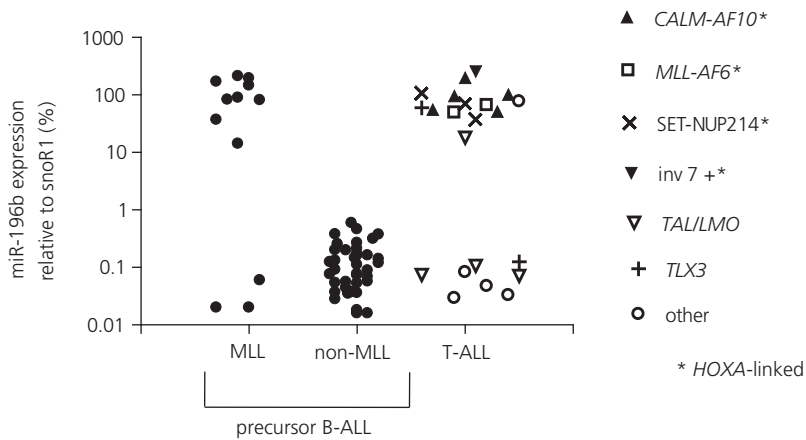 miR-196b expression
relative to snoR1 (%)
1000
100
10
1
0.1
0.01
MLL
non-MLL
T-ALL
precursor B-ALL
CALM-AF10*
MLL-AF6*
SET-NUP214*
inv 7 +*
TAL/LMO
TLX3
other
* HOXA-linked